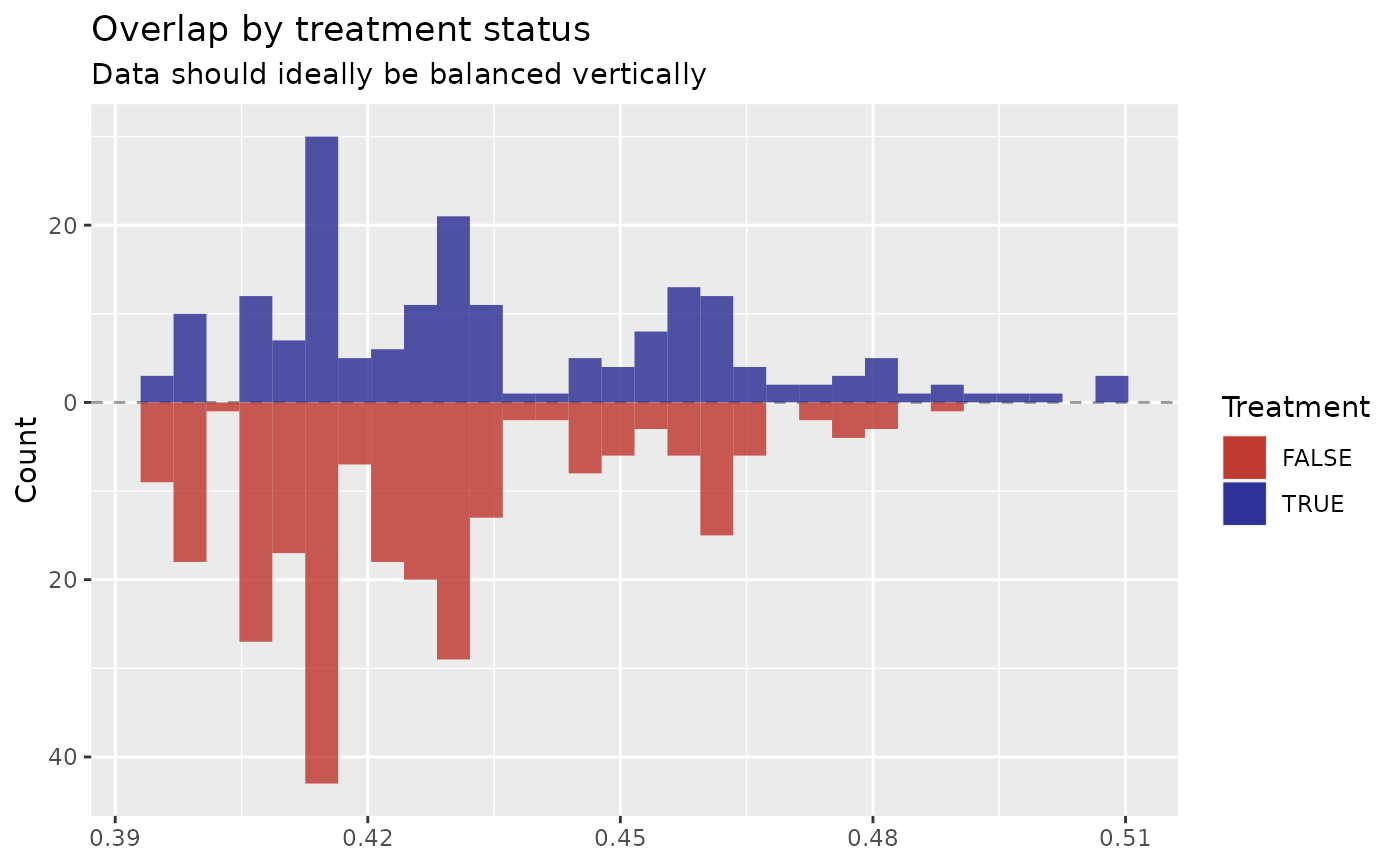 Overlap by treatment status
Data should ideally be balanced vertically
20
0
20
40
Count
0.39
0.42
0.45
0.48
0.51
Treatment
FALSE
TRUE